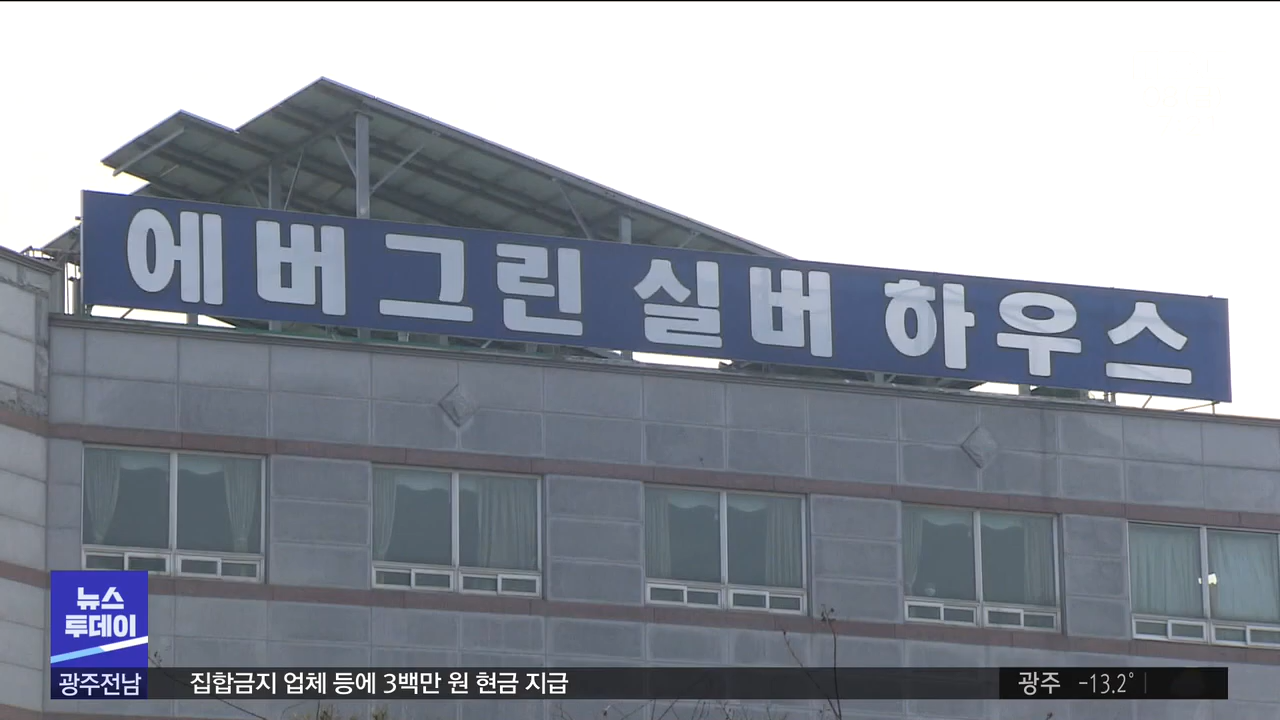 에버그린 실버 하우스
뉴스
투데이
광주전남
집합금지 업체 등에 3백만 원 현금 지급
광주 -13.2°